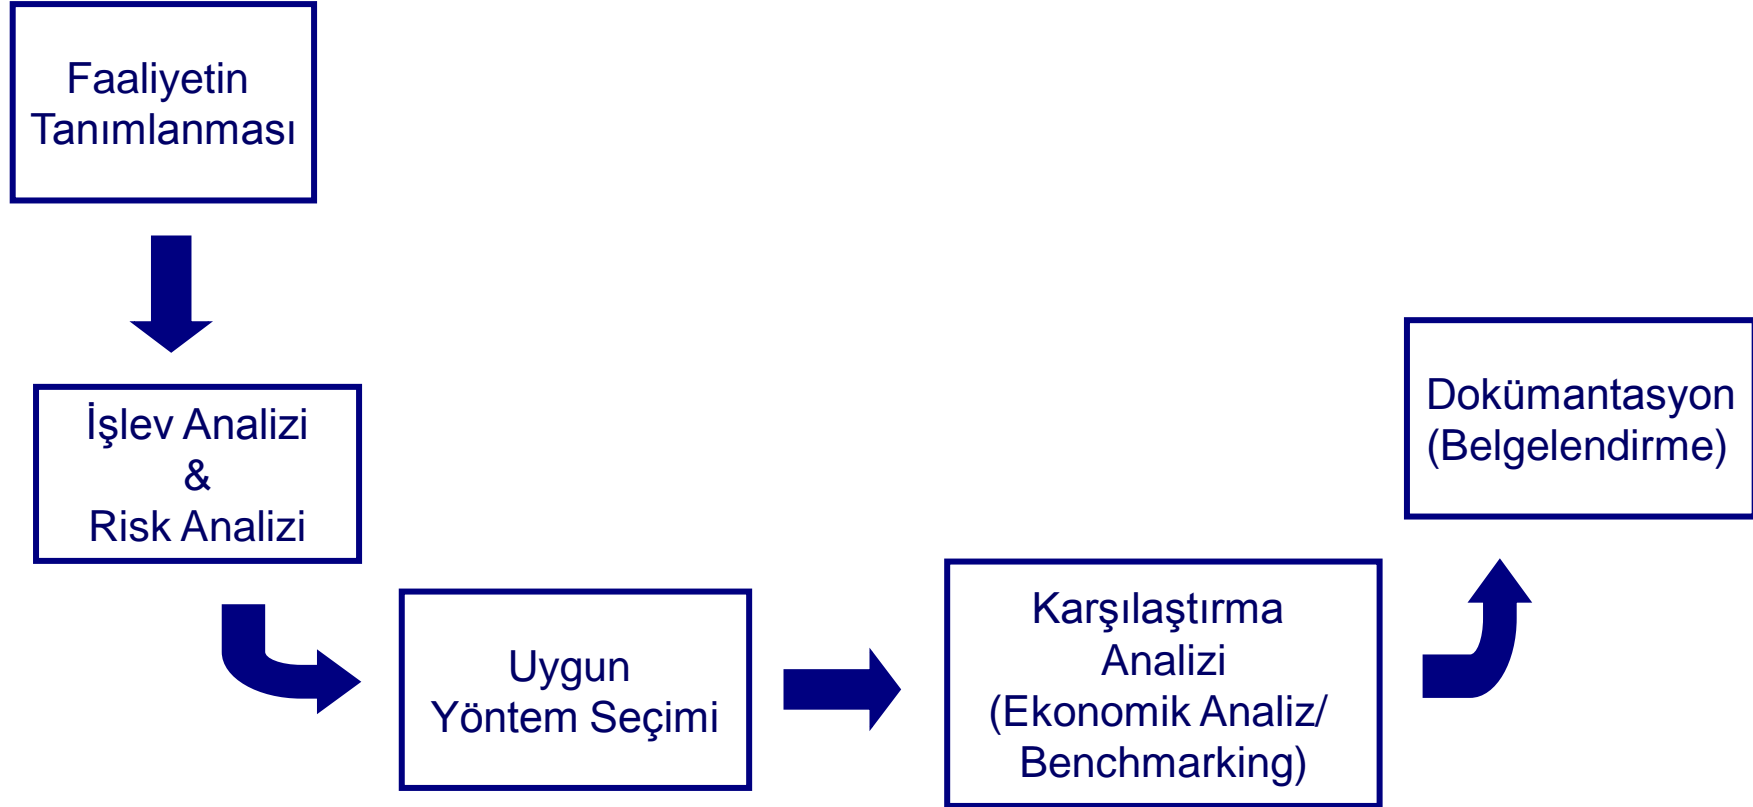 Faaliyetin
Tanımlanması
İşlev Analizi
&
Risk Analizi
Uygun
Yöntem Seçimi
Karşılaştırma
Analizi
(Ekonomik Analiz/
Benchmarking)
Dokümantasyon
(Belgelendirme)